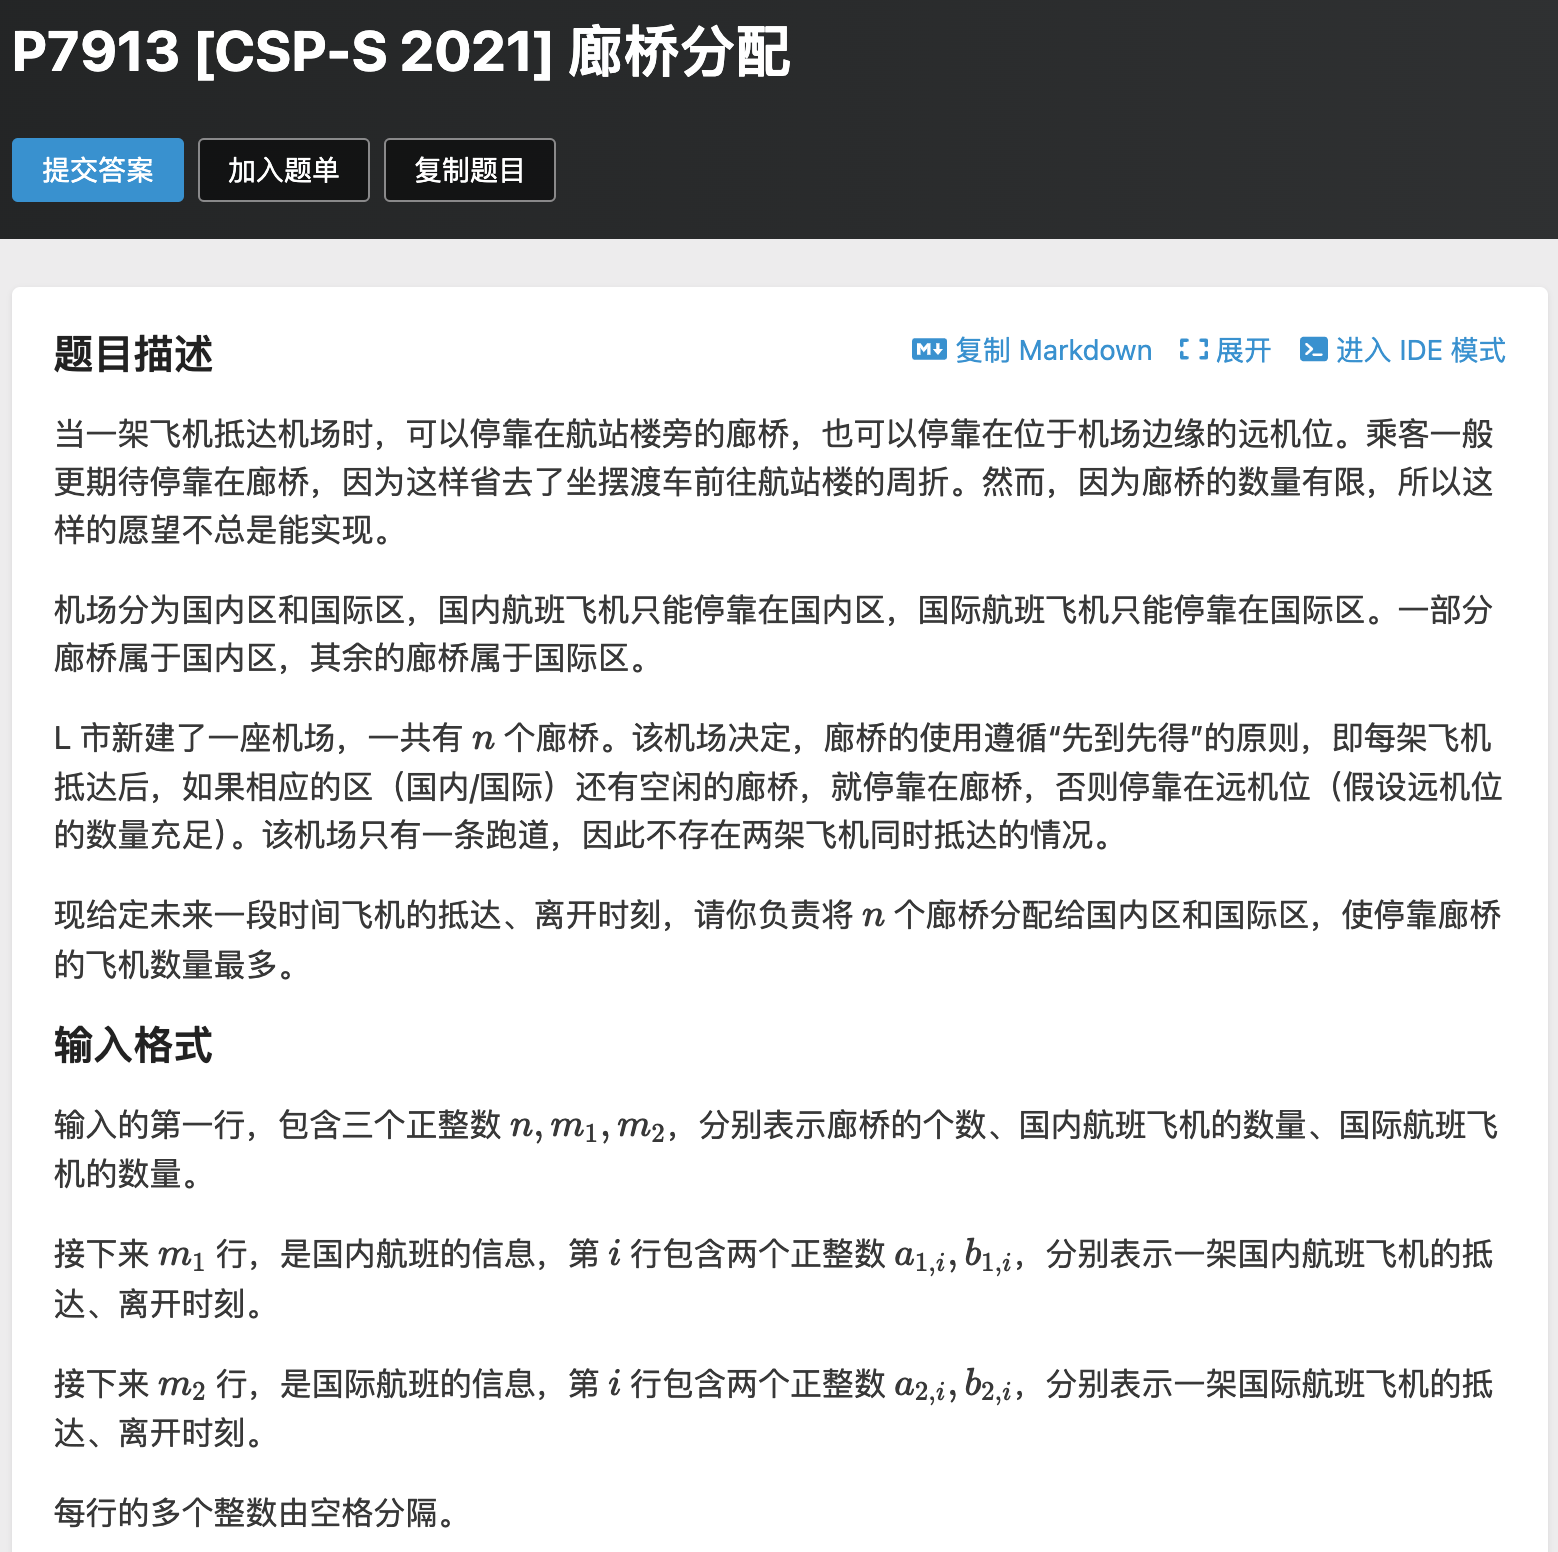 P7913 [CSP-S 2021] 廊桥分配
提交答案 加入题单 复制题目
题目描述 复制 Markdown 展开 进入 IDE 模式
当一架飞机抵达机场时，可以停靠在航站楼旁的廊桥，也可以停靠在位于机场边缘的远机位。乘客一般
更期待停靠在廊桥，因为这样省去了坐摆渡车前往航站楼的周折。然而，因为廊桥的数量有限，所以这
样的愿望不总是能实现。
机场分为国内区和国际区，国内航班飞机只能停靠在国内区，国际航班飞机只能停靠在国际区。一部分
廊桥属于国内区，其余的廊桥属于国际区。
L 市新建了一座机场，一共有 n 个廊桥。该机场决定，廊桥的使用遵循“先到先得”的原则，即每架飞机
抵达后，如果相应的区（国内/国际）还有空闲的廊桥，就停靠在廊桥，否则停靠在远机位（假设远机位
的数量充足）。该机场只有一条跑道，因此不存在两架飞机同时抵达的情况。
现给定未来一段时间飞机的抵达、离开时刻，请你负责将 n 个廊桥分配给国内区和国际区，使停靠廊桥
的飞机数量最多。
输入格式
输入的第一行，包含三个正整数 n, m₁, m₂，分别表示廊桥的个数、国内航班飞机的数量、国际航班飞
机的数量。
接下来 m₁ 行，是国内航班的信息，第 i 行包含两个正整数 a₁,ᵢ, b₁,ᵢ，分别表示一架国内航班飞机的抵
达、离开时刻。
接下来 m₂ 行，是国际航班的信息，第 i 行包含两个正整数 a₂,ᵢ, b₂,ᵢ，分别表示一架国际航班飞机的抵
达、离开时刻。
每行的多个整数由空格分隔。